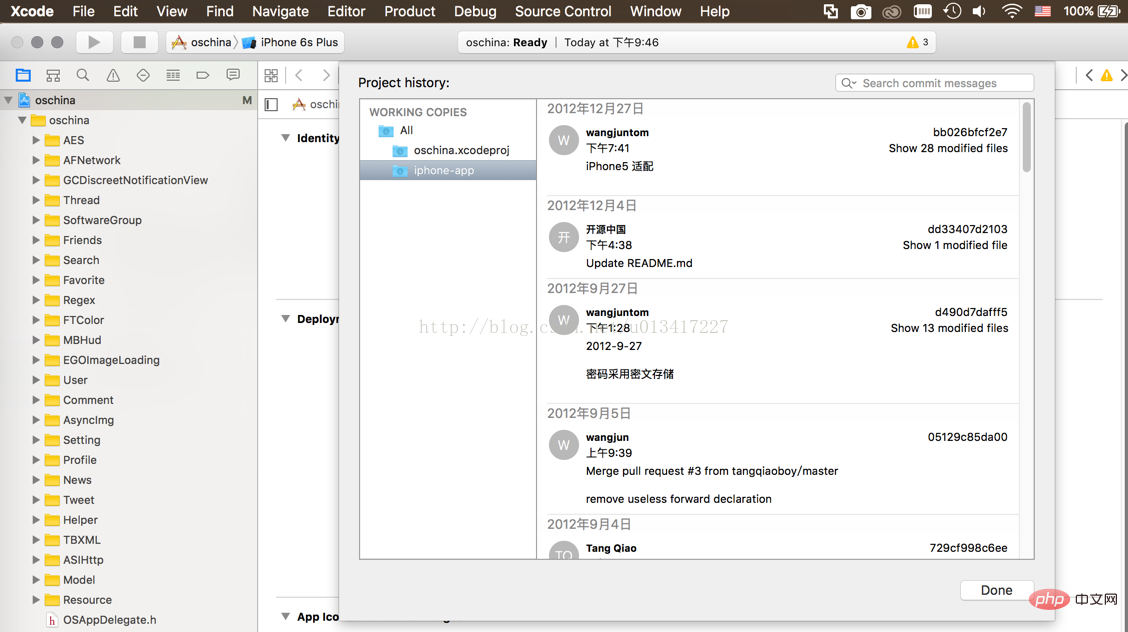 Xcode File Edit View Find Navigate Editor Product Debug Source Control Window Help 100%
oschina iPhone 6s Plus
oschina: Ready | Today at 下午9:46
3
oschina M
oschina
AES
AFNetwork
GCDiscreetNotificationView
Thread
SoftwareGroup
Friends
Search
Favorite
Regex
FTColor
MBHud
EGOImageLoading
User
Comment
AsyncImg
Setting
Profile
News
Tweet
Helper
TBXML
ASIHttp
Model
Resource
h OSAppDelegate.h
oschi
Identity
Deployn
App Ico
Project history:
Search commit messages
WORKING COPIES
All
oschina.xcodeproj
iphone-app
2012年12月27日
W
wangjuntom
bb026bfcf2e7
下午7:41
Show 28 modified files
iPhone5 适配
2012年12月4日
开
开源中国
dd33407d2103
下午4:38
Show 1 modified file
Update README.md
2012年9月27日
W
wangjuntom
d490d7dafff5
下午1:28
Show 13 modified files
2012-9-27
密码采用密文存储
http://blog.cs u013417227
2012年9月5日
W
wangjun
05129c85da00
上午9:39
Merge pull request #3 from tangqiaoboy/master
remove useless forward declaration
2012年9月4日
TO
Tang Qiao
729cf998c6ee
Done
php 中文网